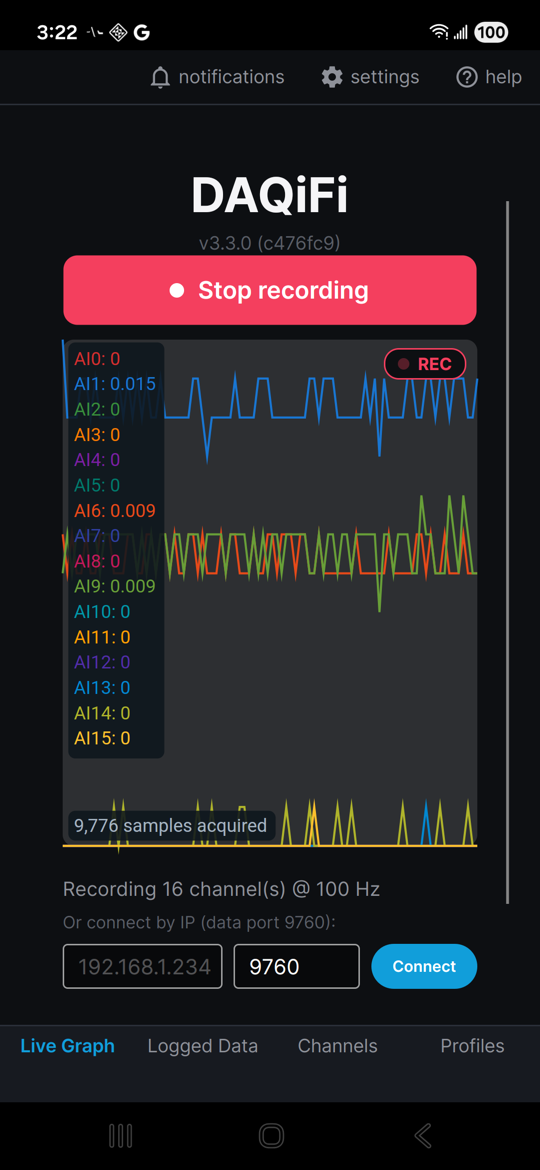 3:22
100
notifications
settings
help
DAQiFi
v3.3.0 (c476fc9)
Stop recording
REC
AI0: 0
AI1: 0.015
AI2: 0
AI3: 0
AI4: 0
AI5: 0
AI6: 0.009
AI7: 0
AI8: 0
AI9: 0.009
AI10: 0
AI11: 0
AI12: 0
AI13: 0
AI14: 0
AI15: 0
9,776 samples acquired
Recording 16 channel(s) @ 100 Hz
Or connect by IP (data port 9760):
192.168.1.234
9760
Connect
Live Graph
Logged Data
Channels
Profiles